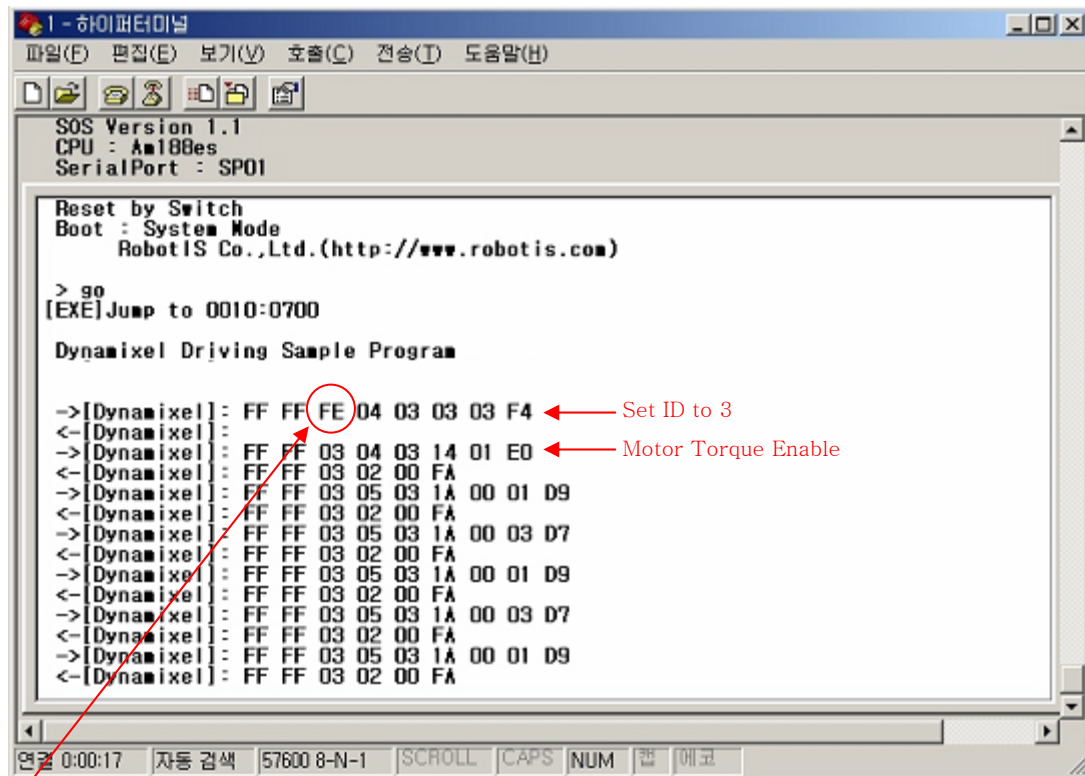 1 - 하이퍼터미널
파일(F) 편집(E) 보기(V) 호출(C) 전송(T) 도움말(H)
SOS Version 1.1
CPU : Am188es
SerialPort : SP01
Reset by Switch
Boot : System Mode
RobotIS Co.,Ltd.(http://www.robotis.com)
> go
[EXE]Jump to 0010:0700
Dynamixel Driving Sample Program
->[Dynamixel]: FF FF FE 04 03 03 03 F4 Set ID to 3
<-[Dynamixel]:
->[Dynamixel]: FF FF 03 04 03 14 01 E0 Motor Torque Enable
<-[Dynamixel]: FF FF 03 02 00 FA
->[Dynamixel]: FF FF 03 05 03 1A 00 01 D9
<-[Dynamixel]: FF FF 03 02 00 FA
->[Dynamixel]: FF FF 03 05 03 1A 00 03 D7
<-[Dynamixel]: FF FF 03 02 00 FA
->[Dynamixel]: FF FF 03 05 03 1A 00 01 D9
<-[Dynamixel]: FF FF 03 02 00 FA
->[Dynamixel]: FF FF 03 05 03 1A 00 03 D7
<-[Dynamixel]: FF FF 03 02 00 FA
->[Dynamixel]: FF FF 03 05 03 1A 00 01 D9
<-[Dynamixel]: FF FF 03 02 00 FA
연결 0:00:17 자동 검색 57600 8-N-1 SCROLL CAPS NUM 캡 에코